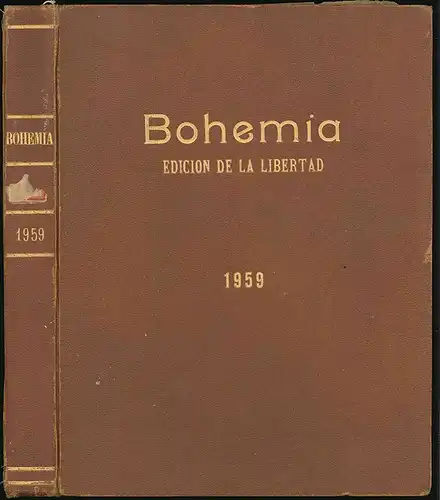 BOHEMIA
1959
Bohemia
EDICION DE LA LIBERTAD
1959